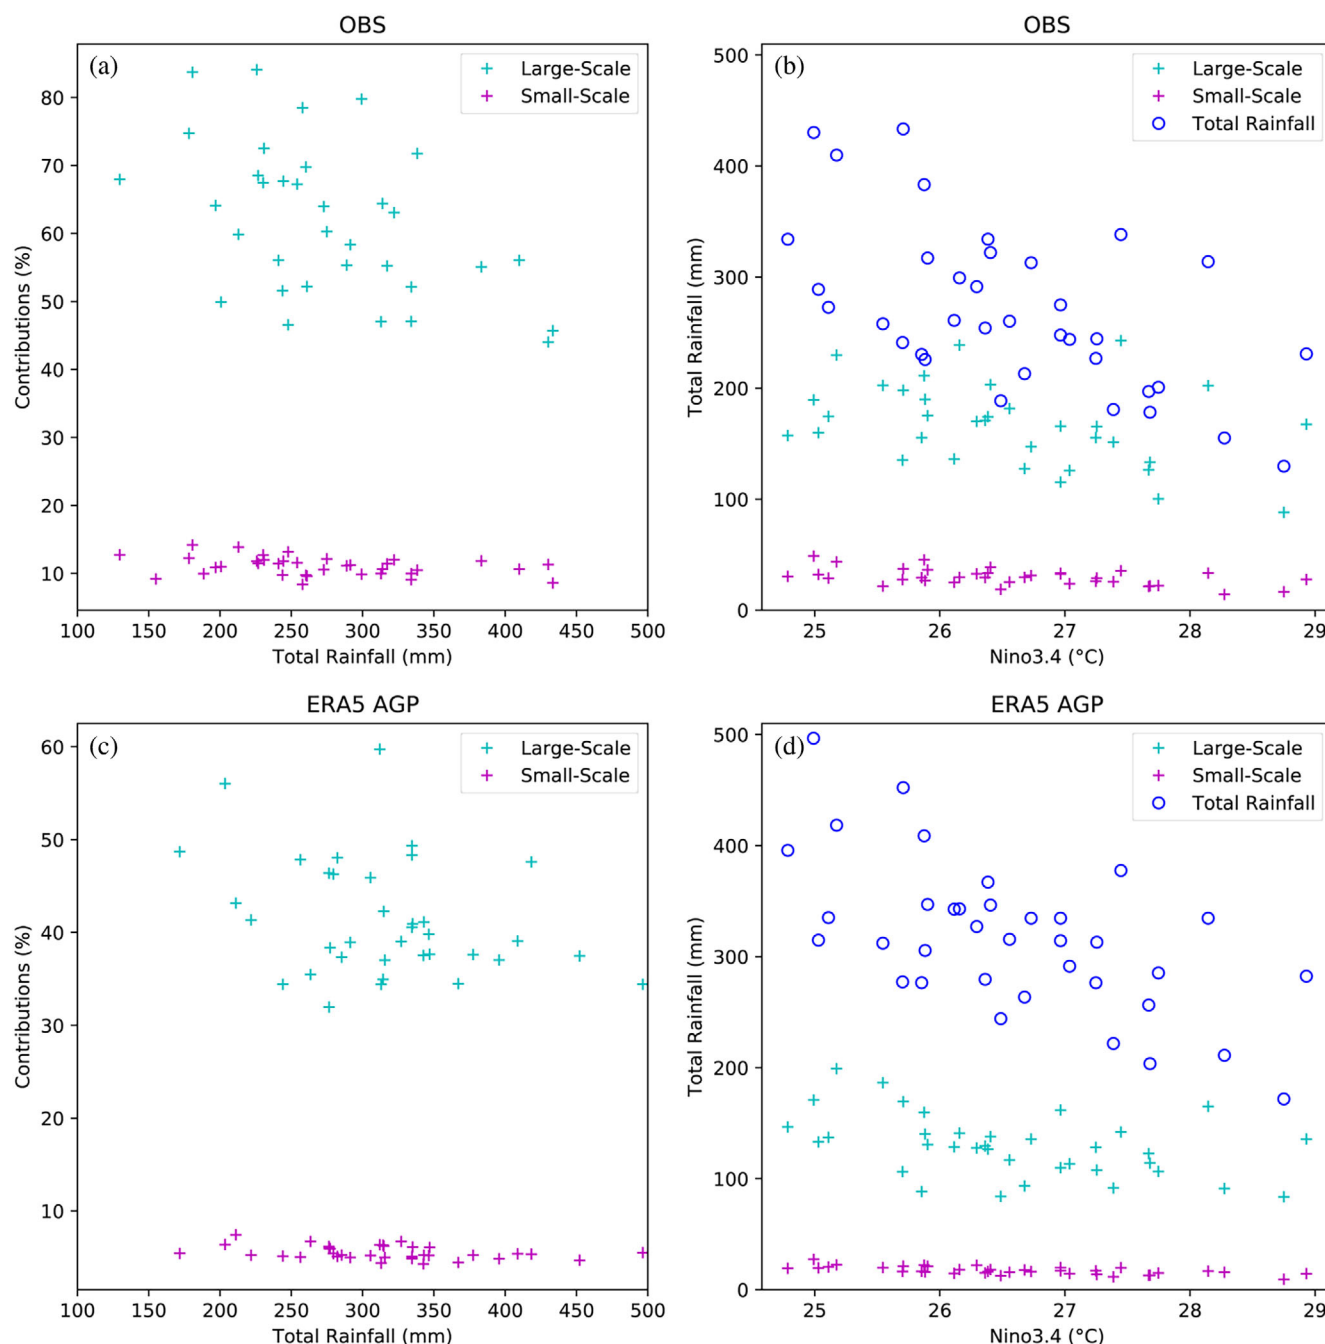 OBS
(a)
Large-Scale
Small-Scale
80
70
60
50
40
30
20
10
Contributions (%)
100 150 200 250 300 350 400 450 500
Total Rainfall (mm)
OBS
(b)
Large-Scale
Small-Scale
Total Rainfall
500
400
300
200
100
0
Total Rainfall (mm)
25 26 27 28 29
Nino3.4 (°C)
ERA5 AGP
(c)
Large-Scale
Small-Scale
60
50
40
30
20
10
Contributions (%)
100 150 200 250 300 350 400 450 500
Total Rainfall (mm)
ERA5 AGP
(d)
Large-Scale
Small-Scale
Total Rainfall
500
400
300
200
100
0
Total Rainfall (mm)
25 26 27 28 29
Nino3.4 (°C)